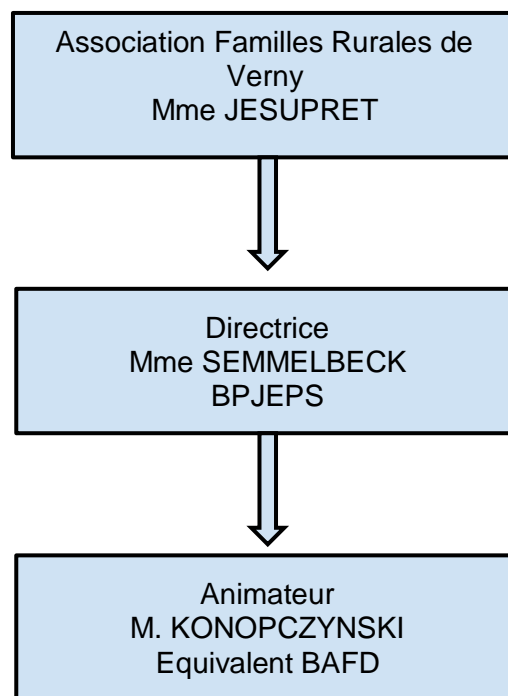 Association Familles Rurales de
Verny
Mme JESUPRET
Directrice
Mme SEMMELBECK
BPJEPS
Animateur
M. KONOPCZYNSKI
Equivalent BAFD